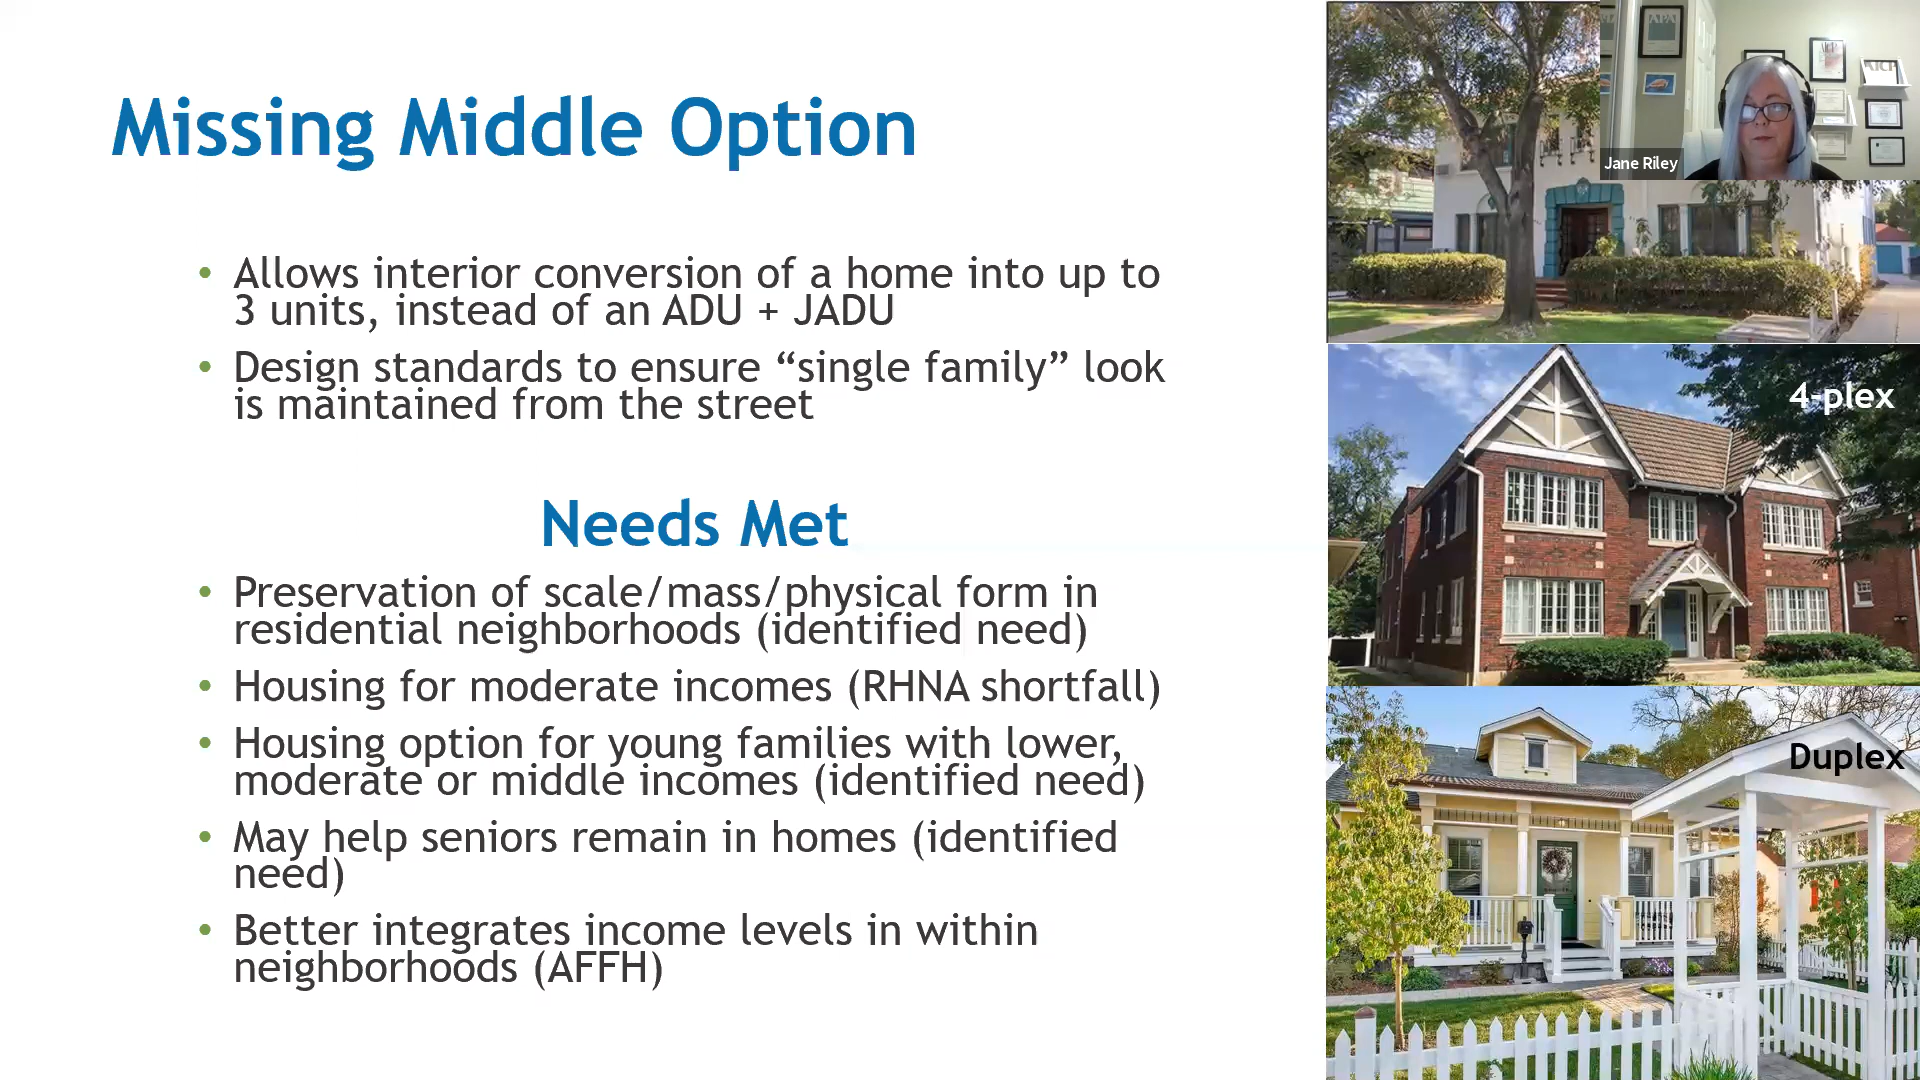 Missing Middle Option
• Allows interior conversion of a home into up to
3 units, instead of an ADU + JADU
• Design standards to ensure “single family” look
is maintained from the street
Needs Met
• Preservation of scale/mass/physical form in
residential neighborhoods (identified need)
• Housing for moderate incomes (RHNA shortfall)
• Housing option for young families with lower,
moderate or middle incomes (identified need)
• May help seniors remain in homes (identified
need)
• Better integrates income levels in within
neighborhoods (AFFH)
APA
AICP
Jane Riley
4-plex
Duplex